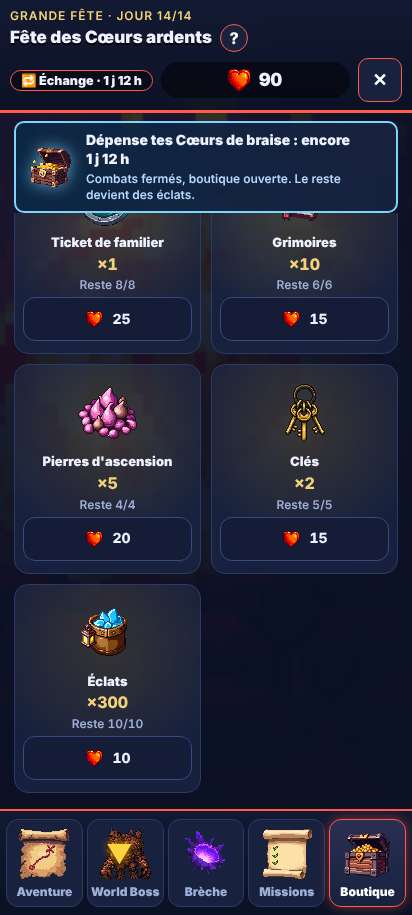 GRANDE FÊTE · JOUR 14/14
Fête des Cœurs ardents ?
Échange · 1 j 12 h
90
×
Dépense tes Cœurs de braise : encore
1 j 12 h
Combats fermés, boutique ouverte. Le reste
devient des éclats.
Ticket de familier
×1
Reste 8/8
25
Grimoires
×10
Reste 6/6
15
Pierres d'ascension
×5
Reste 4/4
20
Clés
×2
Reste 5/5
15
Éclats
×300
Reste 10/10
10
Aventure
World Boss
Brèche
Missions
Boutique